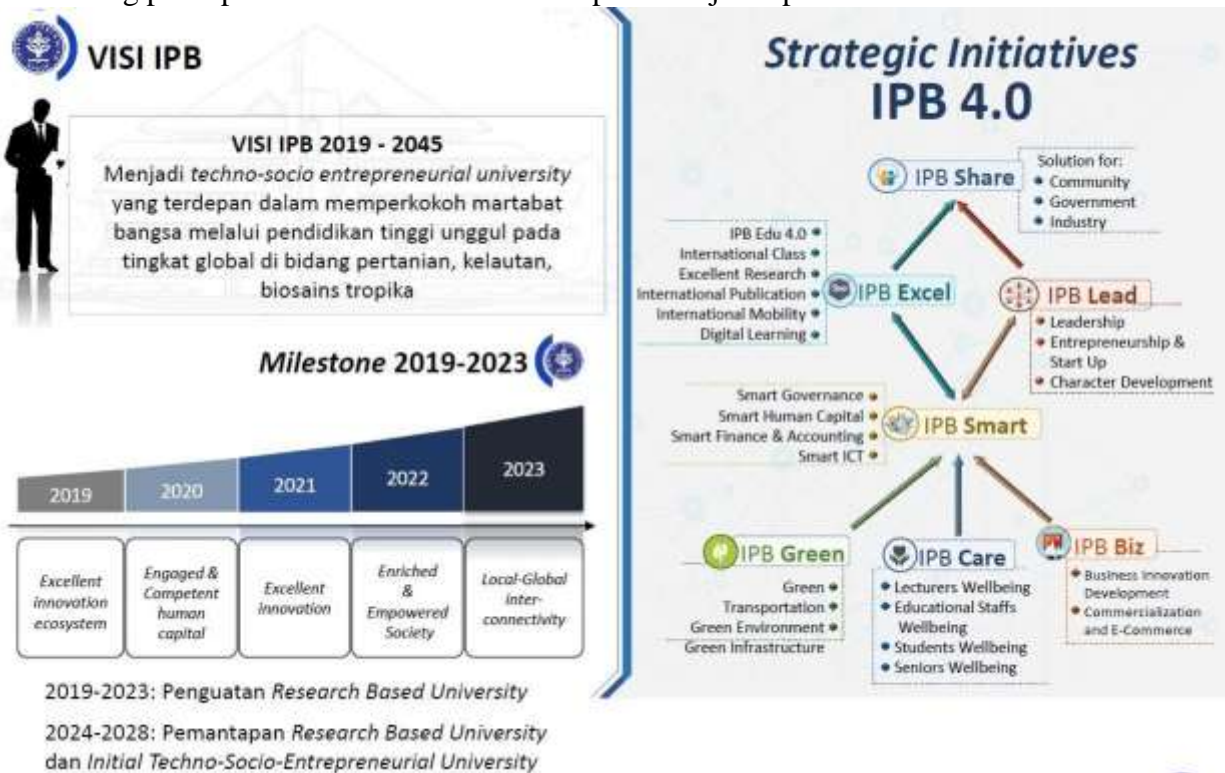 VISI IPB
VISI IPB 2019 - 2045
Menjadi techno-socio entrepreneurial university
yang terdepan dalam memperkokoh martabat
bangsa melalui pendidikan tinggi unggul pada
tingkat global di bidang pertanian, kelautan,
biosains tropika
Milestone 2019-2023
2019
2020
2021
2022
2023
Excellent
innovation
ecosystem
Engaged &
Competent
human
capital
Excellent
innovation
Enriched
&
Empowered
Society
Local-Global
inter-
connectivity
2019-2023: Penguatan Research Based University
2024-2028: Pemantapan Research Based University
dan Initial Techno-Socio-Entrepreneurial University
Strategic Initiatives
IPB 4.0
IPB Share
Solution for:
Community
Government
Industry
IPB Edu 4.0
International Class
Excellent Research
International Publication
International Mobility
Digital Learning
IPB Excel
IPB Lead
Leadership
Entrepreneurship &
Start Up
Character Development
Smart Governance
Smart Human Capital
Smart Finance & Accounting
Smart ICT
IPB Smart
IPB Green
Green
Transportation
Green Environment
Green Infrastructure
IPB Care
Lecturers Wellbeing
Educational Staffs
Wellbeing
Students Wellbeing
Seniors Wellbeing
IPB Biz
Business Innovation
Development
Commercialization
and E-Commerce